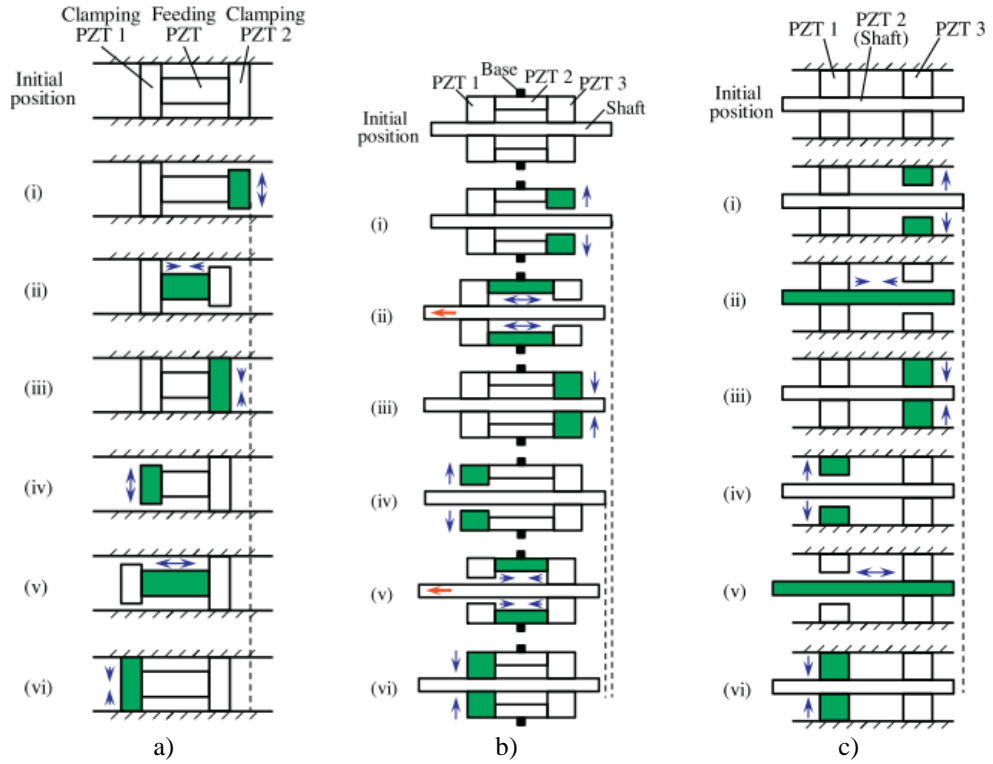 Clamping Feeding Clamping
PZT 1 PZT PZT 2
Initial
position
(i)
(ii)
(iii)
(iv)
(v)
(vi)
a)
Base
PZT 1 PZT 2 PZT 3
Shaft
Initial
position
(i)
(ii)
(iii)
(iv)
(v)
(vi)
b)
PZT 1 PZT 2 PZT 3
(Shaft)
Initial
position
(i)
(ii)
(iii)
(iv)
(v)
(vi)
c)